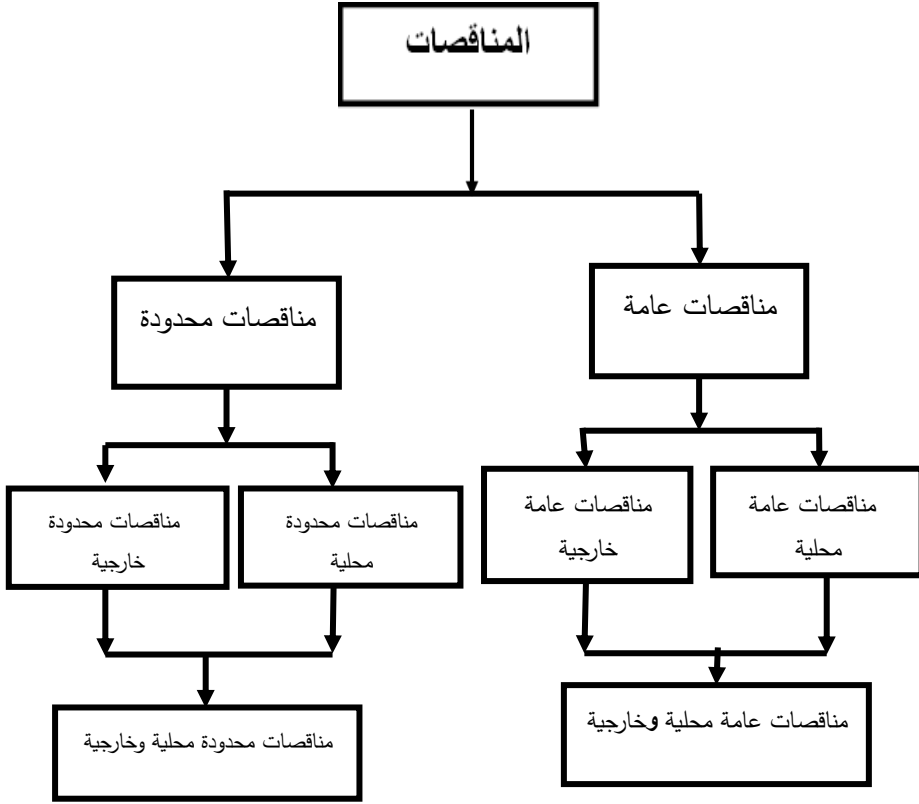 المناقصات
مناقصات عامة
مناقصات محدودة
مناقصات عامة
محلية
مناقصات عامة
خارجية
مناقصات محدودة
محلية
مناقصات محدودة
خارجية
مناقصات عامة محلية وخارجية
مناقصات محدودة محلية وخارجية